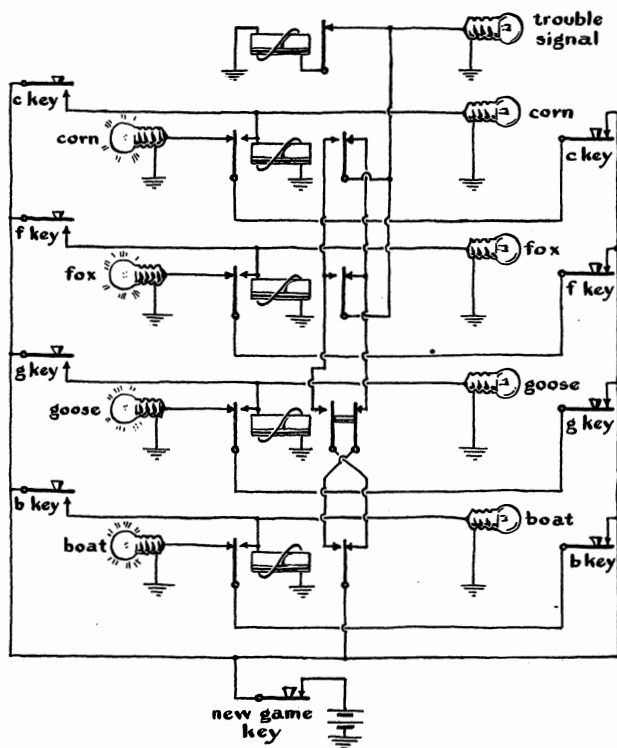 trouble
signal
c key
corn
corn
c key
f key
fox
fox
f key
g key
goose
goose
g key
b key
boat
boat
b key
new game
key